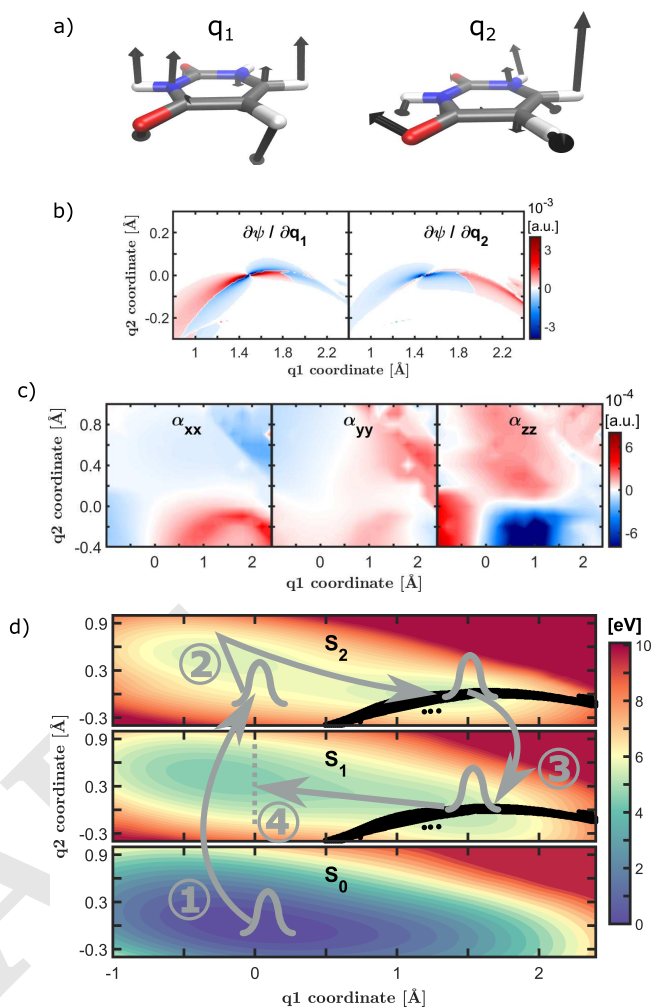 a) q1 q2
b) 10-3
∂ψ / ∂q1 ∂ψ / ∂q2 [a.u.]
q2 coordinate [Å]
0.2
0.0
-0.2
3
0
-3
1 1.4 1.8 2.2 1 1.4 1.8 2.2
q1 coordinate [Å]
c) 10-4
αxx αyy αzz [a.u.]
q2 coordinate [Å]
0.8
0.4
0.0
-0.4
6
0
-6
0 1 2 0 1 2 0 1 2
q1 coordinate [Å]
d) [eV]
S2
0.9
0.3
-0.3
②
③
S1
0.9
0.3
-0.3
④
S0
0.9
0.3
-0.3
①
q2 coordinate [Å]
10
8
6
4
2
0
-1 0 1 2
q1 coordinate [Å]